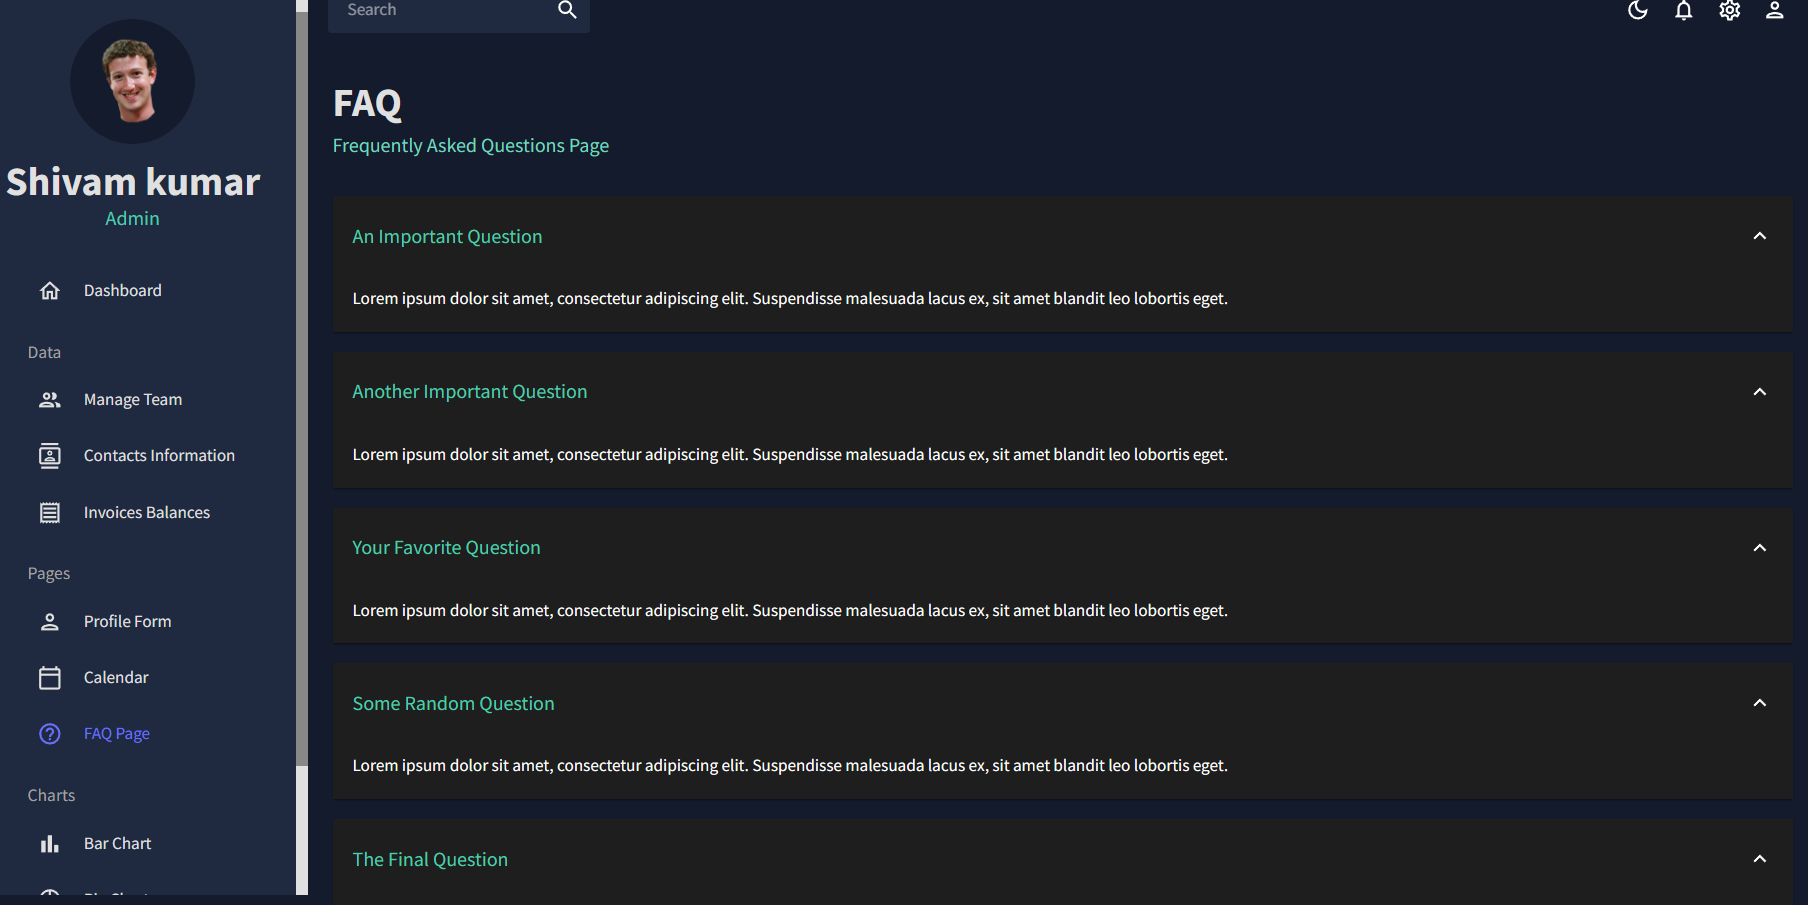 Shivam kumar
Admin
Dashboard
Data
Manage Team
Contacts Information
Invoices Balances
Pages
Profile Form
Calendar
FAQ Page
Charts
Bar Chart
Search
FAQ
Frequently Asked Questions Page
An Important Question
Lorem ipsum dolor sit amet, consectetur adipiscing elit. Suspendisse malesuada lacus ex, sit amet blandit leo lobortis eget.
Another Important Question
Lorem ipsum dolor sit amet, consectetur adipiscing elit. Suspendisse malesuada lacus ex, sit amet blandit leo lobortis eget.
Your Favorite Question
Lorem ipsum dolor sit amet, consectetur adipiscing elit. Suspendisse malesuada lacus ex, sit amet blandit leo lobortis eget.
Some Random Question
Lorem ipsum dolor sit amet, consectetur adipiscing elit. Suspendisse malesuada lacus ex, sit amet blandit leo lobortis eget.
The Final Question